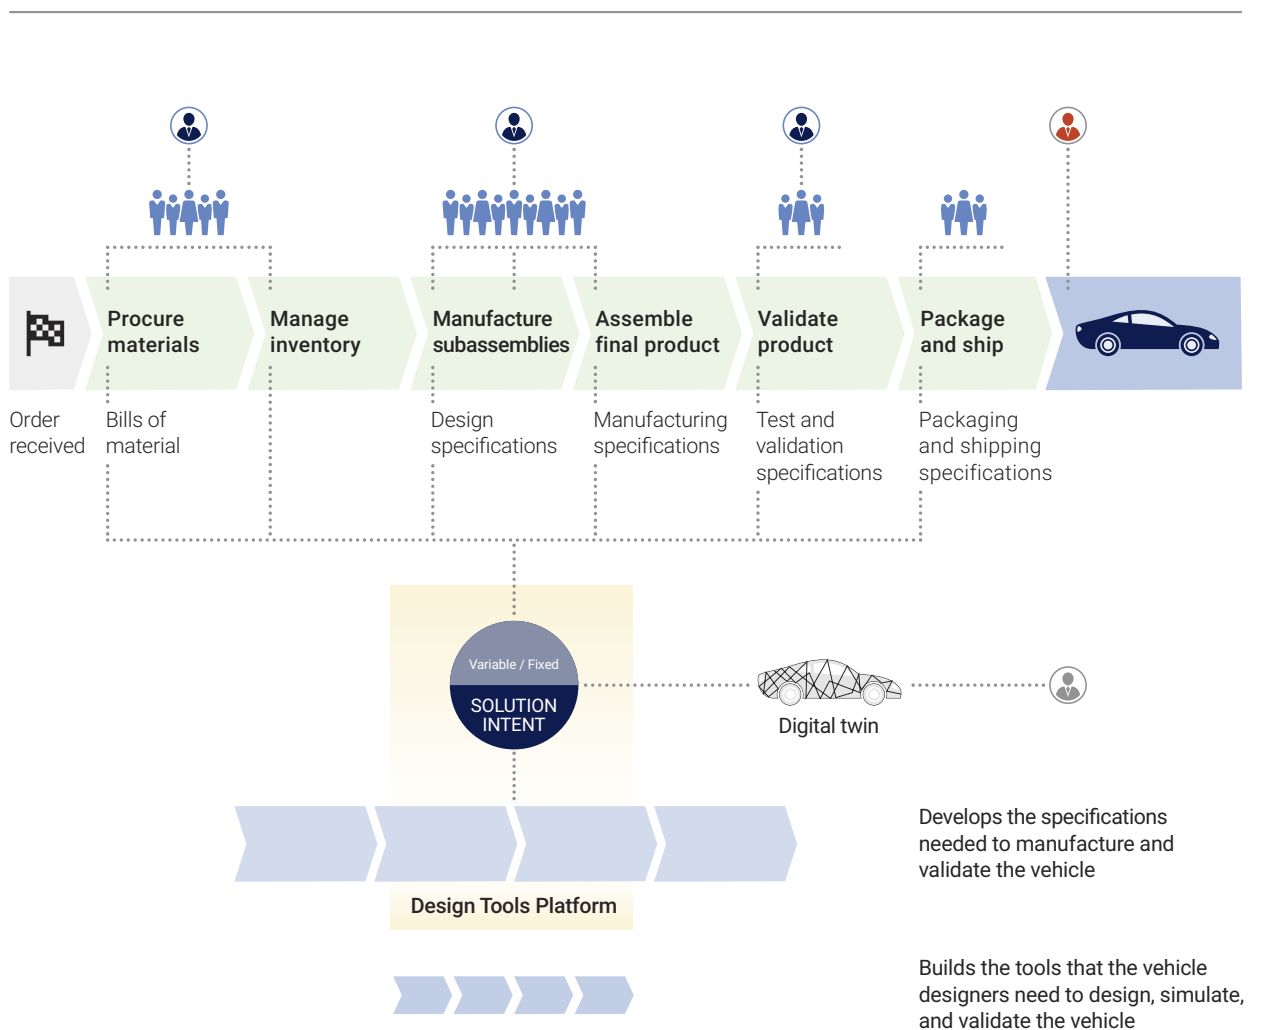 Procure
materials
Manage
inventory
Manufacture
subassemblies
Assemble
final product
Validate
product
Package
and ship
Order
received
Bills of
material
Design
specifications
Manufacturing
specifications
Test and
validation
specifications
Packaging
and shipping
specifications
Variable / Fixed
SOLUTION
INTENT
Digital twin
Develops the specifications
needed to manufacture and
validate the vehicle
Design Tools Platform
Builds the tools that the vehicle
designers need to design, simulate,
and validate the vehicle